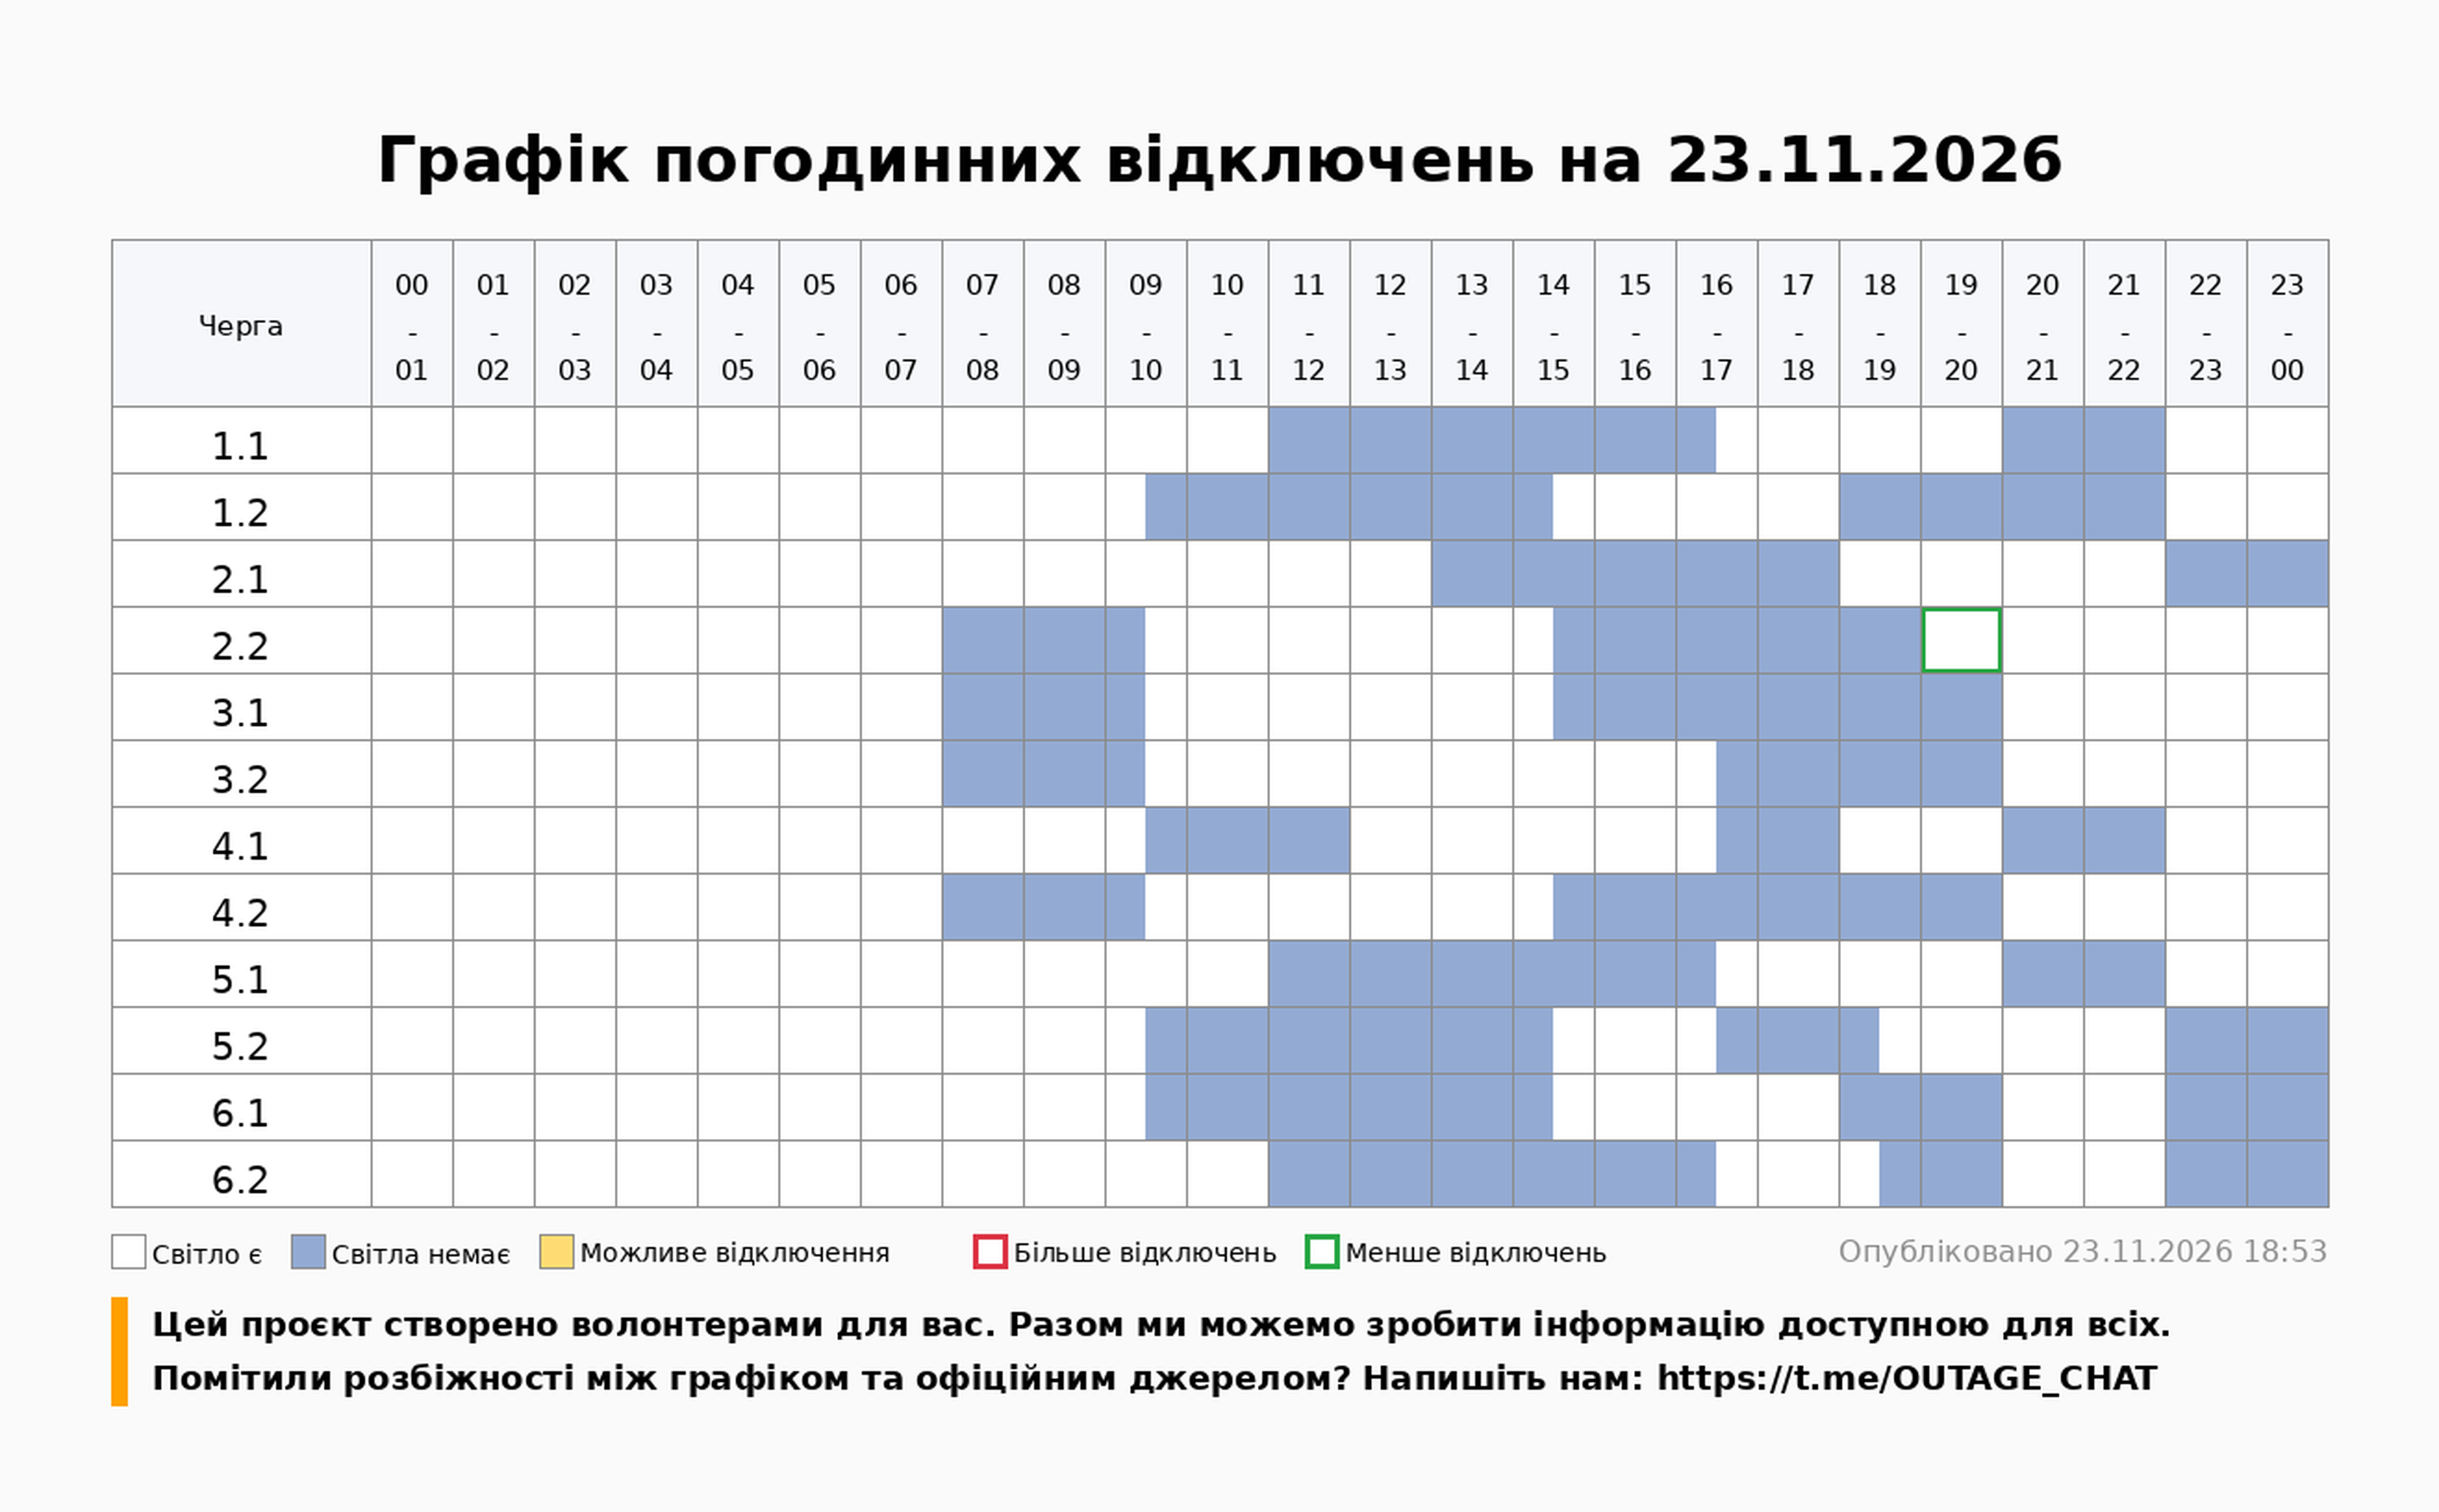 Графік погодинних відключень на 23.11.2026
Черга 00 - 01 01 - 02 02 - 03 03 - 04 04 - 05 05 - 06 06 - 07 07 - 08 08 - 09 09 - 10 10 - 11 11 - 12 12 - 13 13 - 14 14 - 15 15 - 16 16 - 17 17 - 18 18 - 19 19 - 20 20 - 21 21 - 22 22 - 23 23 - 00
1.1
1.2
2.1
2.2
3.1
3.2
4.1
4.2
5.1
5.2
6.1
6.2
Світло є Світла немає Можливе відключення Більше відключень Менше відключень Опубліковано 23.11.2026 18:53
Цей проєкт створено волонтерами для вас. Разом ми можемо зробити інформацію доступною для всіх.
Помітили розбіжності між графіком та офіційним джерелом? Напишіть нам: https://t.me/OUTAGE_CHAT